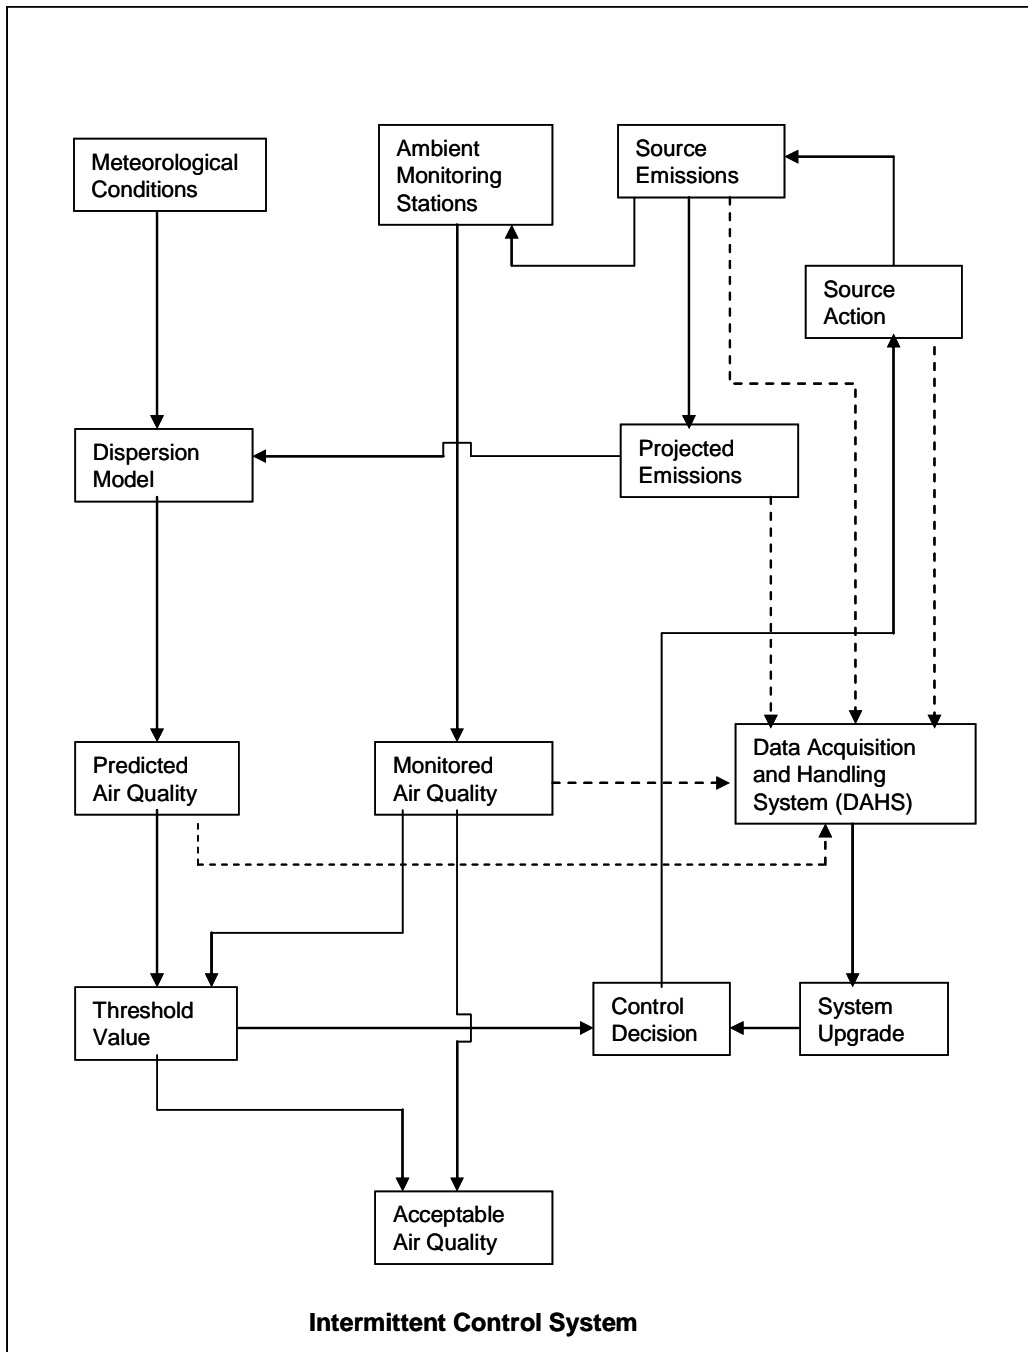 Meteorological
Conditions
Ambient
Monitoring
Stations
Source
Emissions
Source
Action
Dispersion
Model
Projected
Emissions
Predicted
Air Quality
Monitored
Air Quality
Data Acquisition
and Handling
System (DAHS)
Threshold
Value
Control
Decision
System
Upgrade
Acceptable
Air Quality
Intermittent Control System